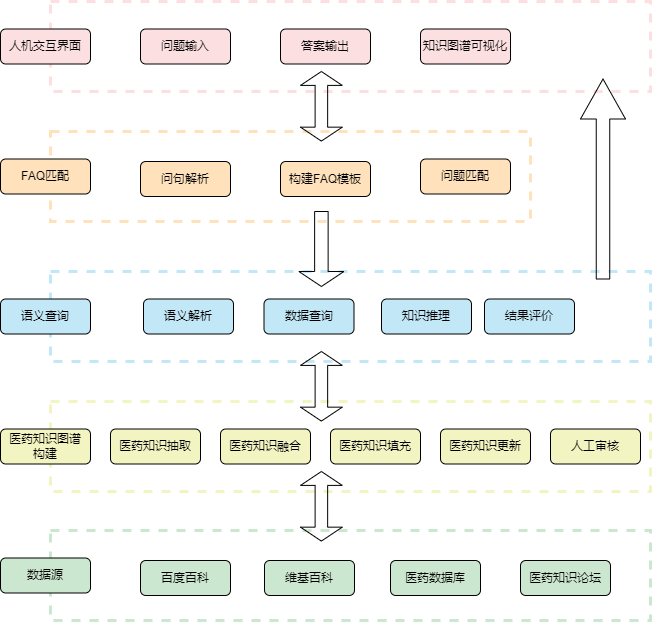 人机交互界面
问题输入
答案输出
知识图谱可视化
FAQ匹配
问句解析
构建FAQ模板
问题匹配
语义查询
语义解析
数据查询
知识推理
结果评价
医药知识图谱
构建
医药知识抽取
医药知识融合
医药知识填充
医药知识更新
人工审核
数据源
百度百科
维基百科
医药数据库
医药知识论坛